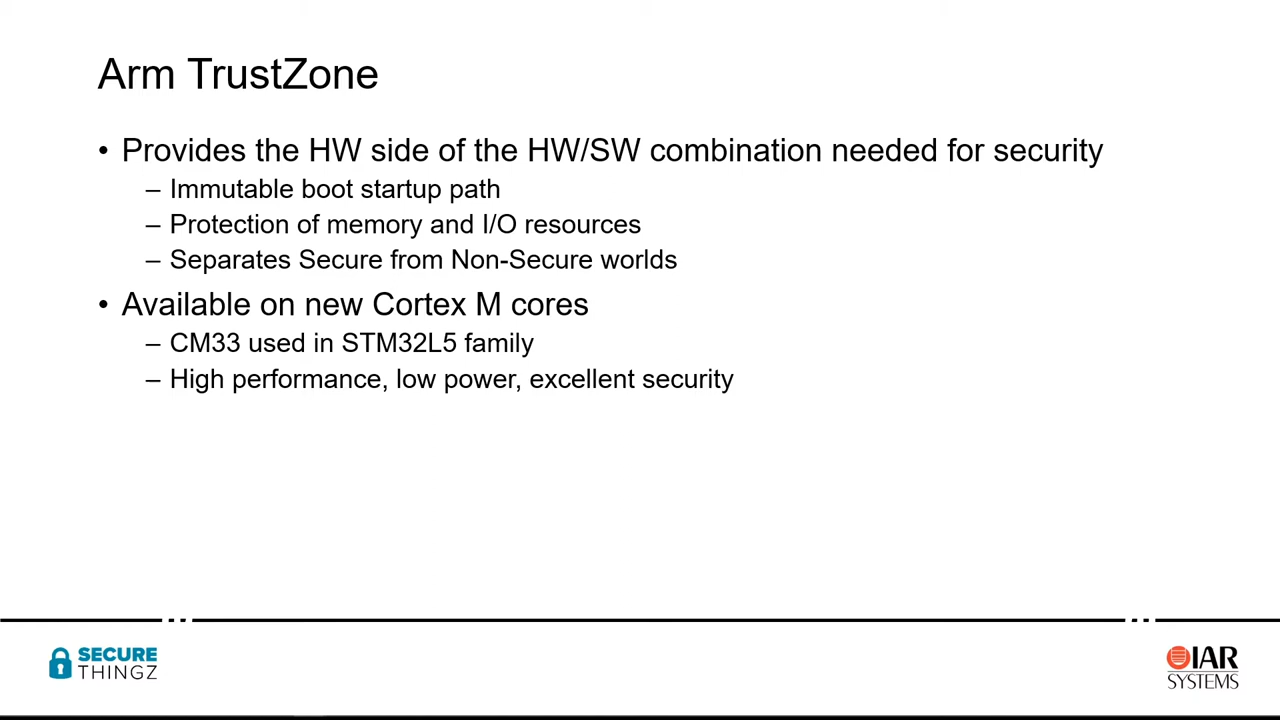 Arm TrustZone
• Provides the HW side of the HW/SW combination needed for security
– Immutable boot startup path
– Protection of memory and I/O resources
– Separates Secure from Non-Secure worlds
• Available on new Cortex M cores
– CM33 used in STM32L5 family
– High performance, low power, excellent security
SECURE
THINGZ
IAR
SYSTEMS